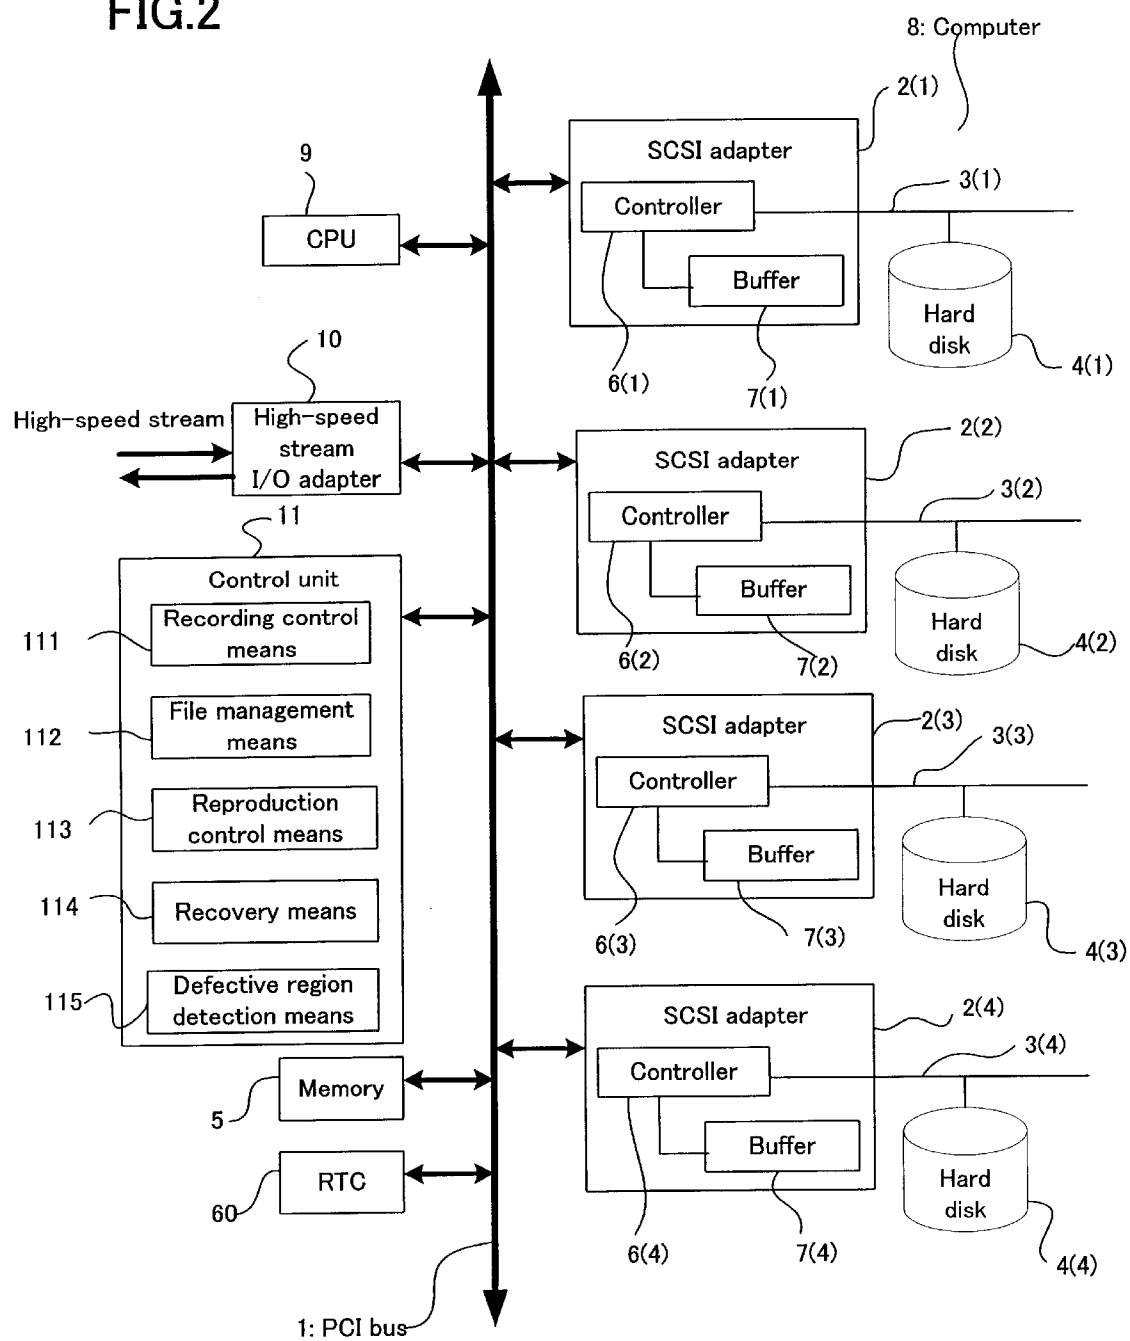 FIG.2
8: Computer
2(1)
SCSI adapter
9
3(1)
Controller
CPU
Buffer
Hard
disk
10
6(1)
7(1)
4(1)
High-speed stream
High-speed
stream
I/O adapter
2(2)
SCSI adapter
3(2)
11
Controller
Control unit
Buffer
Hard
disk
111
Recording control
means
6(2)
7(2)
4(2)
112
File management
means
2(3)
SCSI adapter
3(3)
Controller
113
Reproduction
control means
Buffer
Hard
disk
114
Recovery means
6(3)
7(3)
4(3)
115
Defective region
detection means
2(4)
SCSI adapter
3(4)
Controller
Memory
5
Buffer
Hard
disk
RTC
60
6(4)
7(4)
4(4)
1: PCI bus